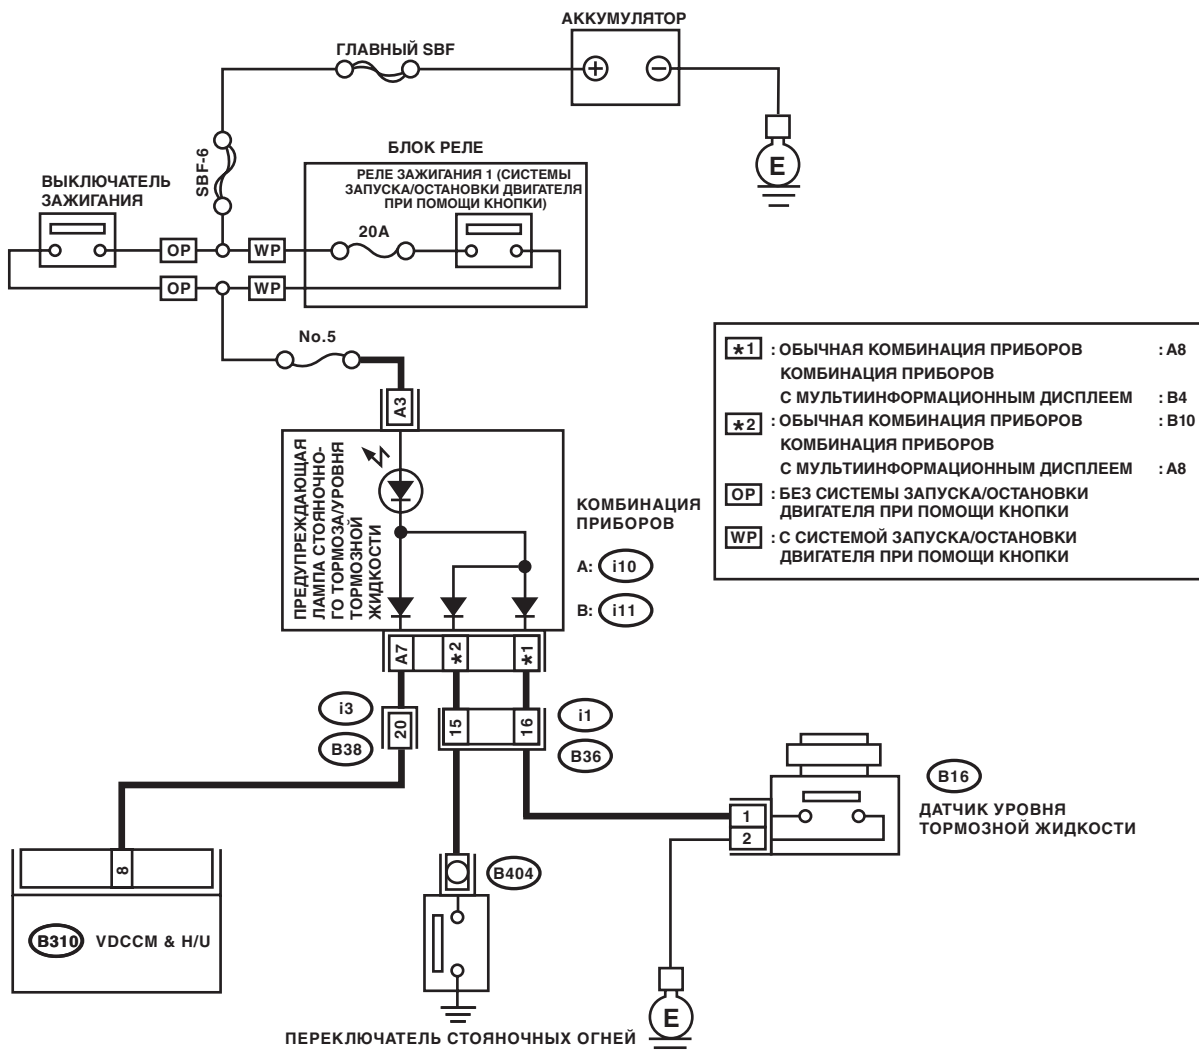 АККУМУЛЯТОР
ГЛАВНЫЙ SBF
E
SBF-6
БЛОК РЕЛЕ
РЕЛЕ ЗАЖИГАНИЯ 1 (СИСТЕМЫ
ЗАПУСКА/ОСТАНОВКИ ДВИГАТЕЛЯ
ПРИ ПОМОЩИ КНОПКИ)
ВЫКЛЮЧАТЕЛЬ
ЗАЖИГАНИЯ
20A
OP
WP
OP
WP
No.5
*1 : ОБЫЧНАЯ КОМБИНАЦИЯ ПРИБОРОВ : A8
КОМБИНАЦИЯ ПРИБОРОВ
С МУЛЬТИИНФОРМАЦИОННЫМ ДИСПЛЕЕМ : B4
*2 : ОБЫЧНАЯ КОМБИНАЦИЯ ПРИБОРОВ : B10
КОМБИНАЦИЯ ПРИБОРОВ
С МУЛЬТИИНФОРМАЦИОННЫМ ДИСПЛЕЕМ : A8
OP : БЕЗ СИСТЕМЫ ЗАПУСКА/ОСТАНОВКИ
ДВИГАТЕЛЯ ПРИ ПОМОЩИ КНОПКИ
WP : С СИСТЕМОЙ ЗАПУСКА/ОСТАНОВКИ
ДВИГАТЕЛЯ ПРИ ПОМОЩИ КНОПКИ
A3
ПРЕДУПРЕЖДАЮЩАЯ
ЛАМПА СТОЯНОЧНО-
ГО ТОРМОЗА/УРОВНЯ
ТОРМОЗНОЙ
ЖИДКОСТИ
КОМБИНАЦИЯ
ПРИБОРОВ
A: i10
B: i11
A7
*2
*1
i3
B38
20
15
16
i1
B36
B16
ДАТЧИК УРОВНЯ
ТОРМОЗНОЙ ЖИДКОСТИ
1
2
8
B310 VDCCM & H/U
B404
E
ПЕРЕКЛЮЧАТЕЛЬ СТОЯНОЧНЫХ ОГНЕЙ